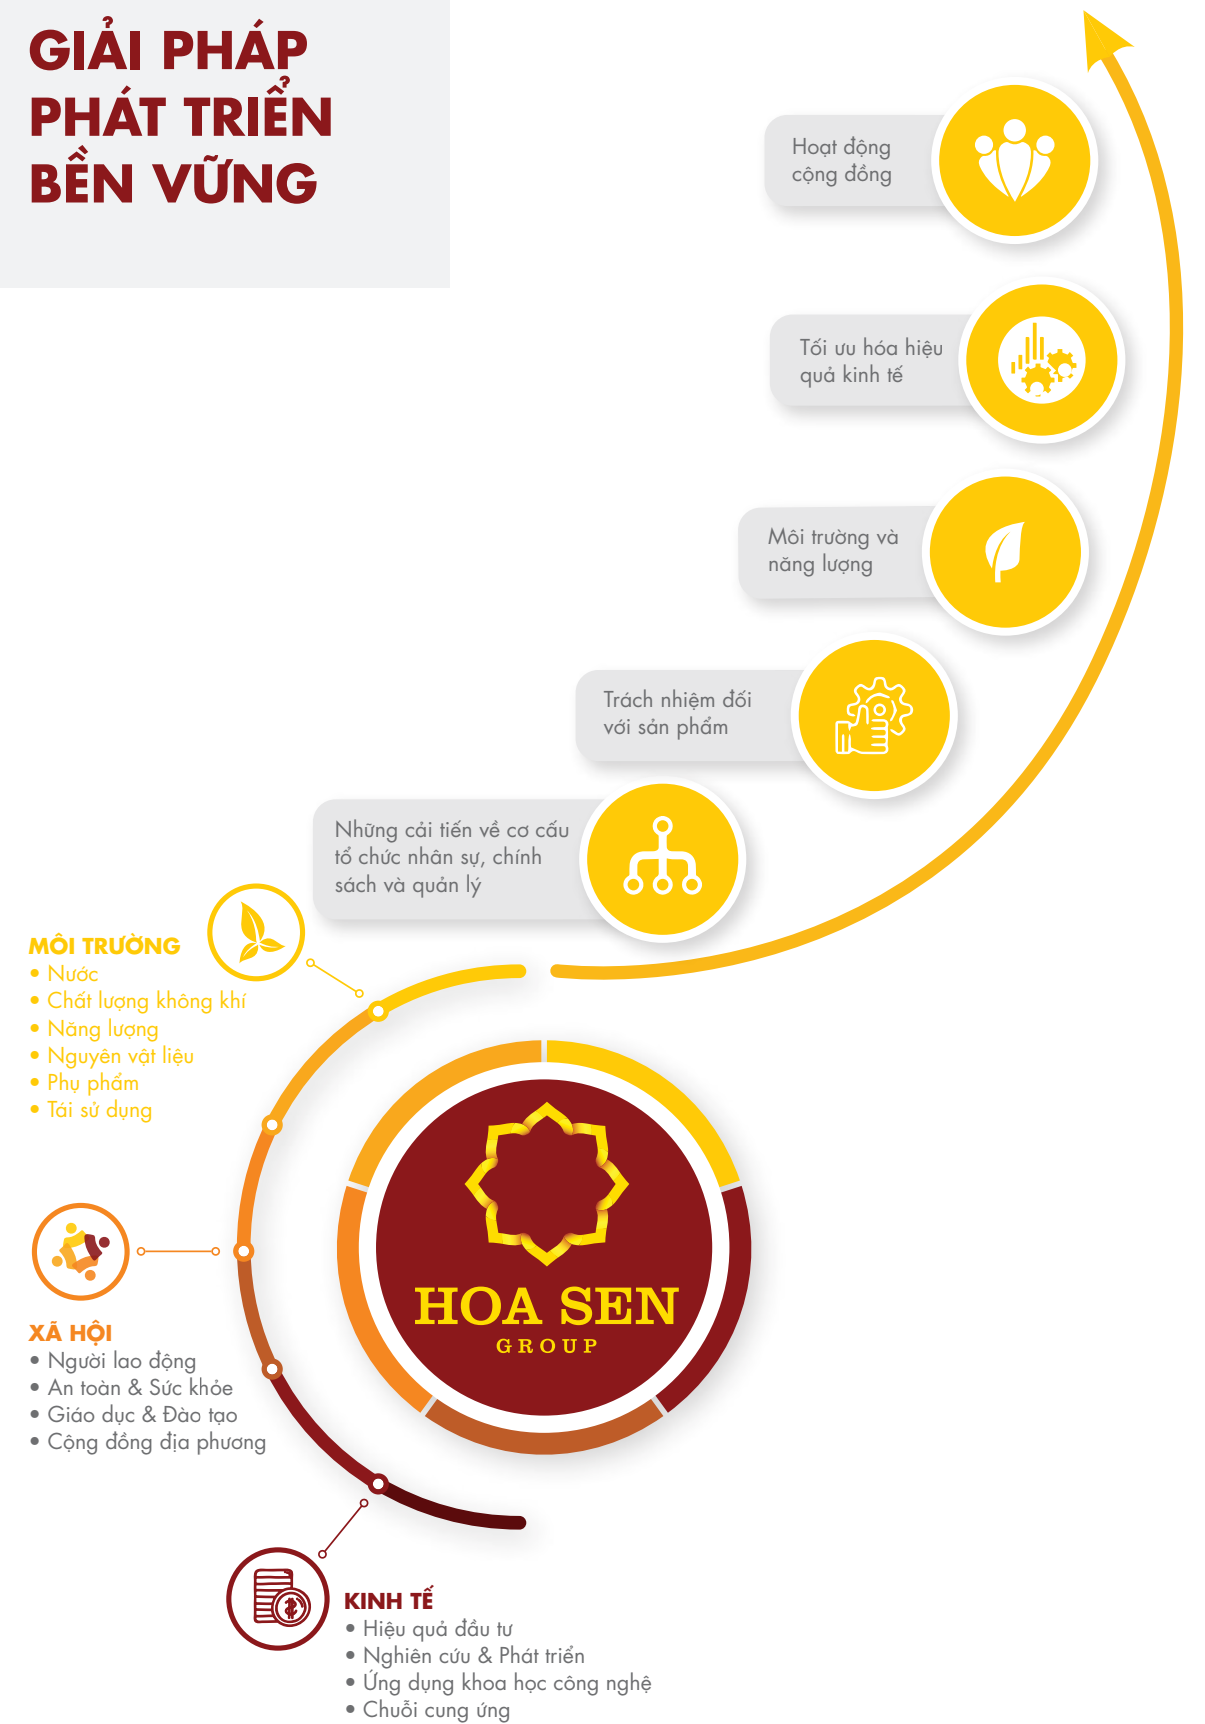 GIẢI PHÁP
PHÁT TRIỂN
BỀN VỮNG
Hoạt động
cộng đồng
Tối ưu hóa hiệu
quả kinh tế
Môi trường và
năng lượng
Trách nhiệm đối
với sản phẩm
Những cải tiến về cơ cấu
tổ chức nhân sự, chính
sách và quản lý
MÔI TRƯỜNG
• Nước
• Chất lượng không khí
• Năng lượng
• Nguyên vật liệu
• Phụ phẩm
• Tái sử dụng
HOA SEN
GROUP
XÃ HỘI
• Người lao động
• An toàn & Sức khỏe
• Giáo dục & Đào tạo
• Cộng đồng địa phương
KINH TẾ
• Hiệu quả đầu tư
• Nghiên cứu & Phát triển
• Ứng dụng khoa học công nghệ
• Chuỗi cung ứng